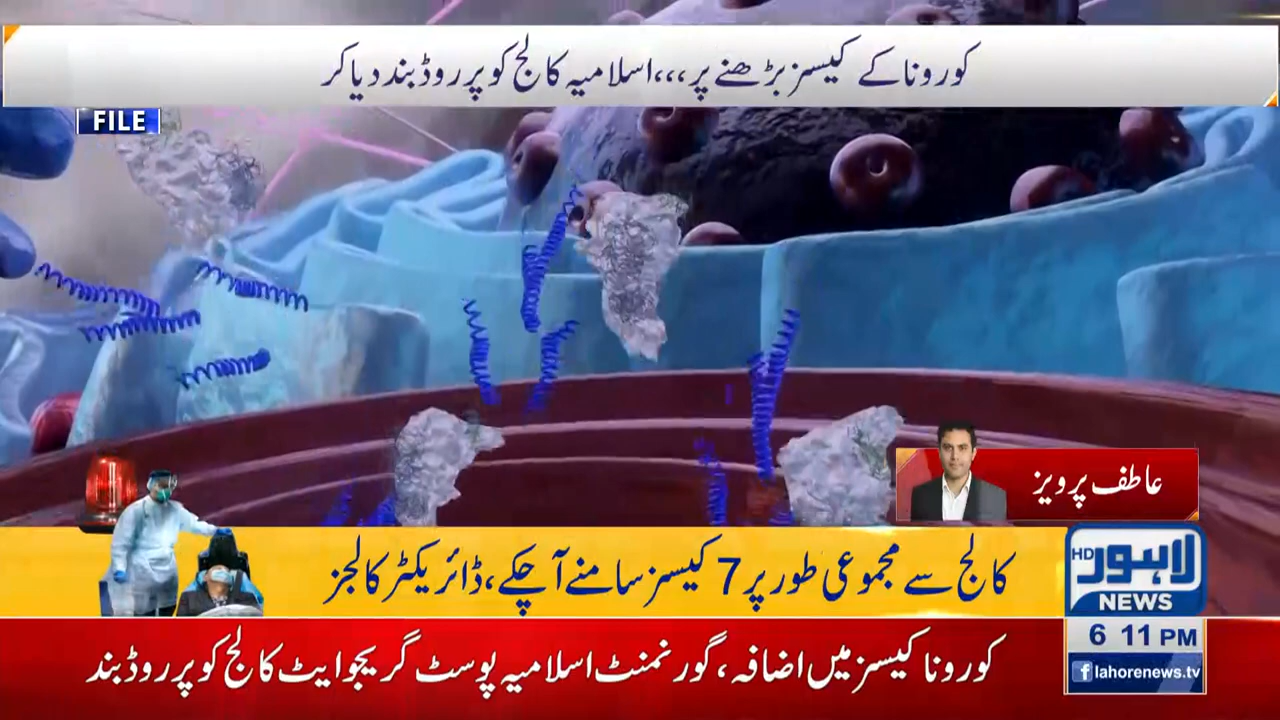 کورونا کے کیسز بڑھنے پر،،،اسلامیہ کالج کوپر روڈ بند دیا کر
FILE
عاطف پرویز
کالج سے مجموعی طور پر 7 کیسز سامنے آ چکے، ڈائریکٹر کالجز
لاہور HD
NEWS
کورونا کیسز میں اضافہ، گورنمنٹ اسلامیہ پوسٹ گریجوایٹ کالج کوپر روڈ بند
6 11 PM
f lahorenews.tv